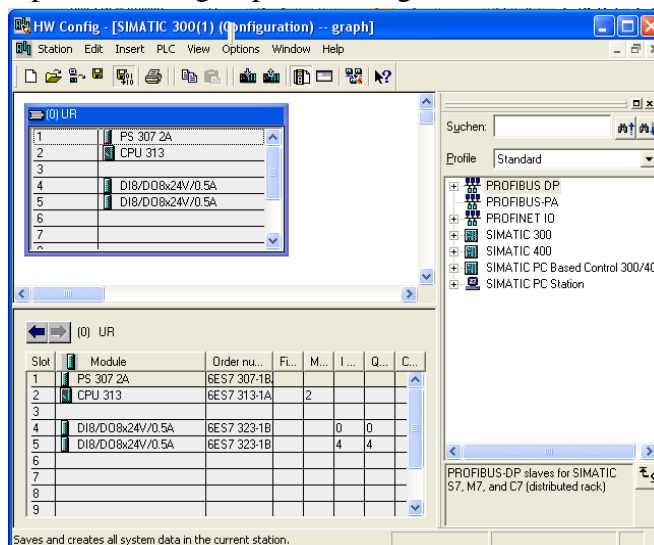 HW Config - [SIMATIC 300(1) (Configuration) -- graph]
Station Edit Insert PLC View Options Window Help
(0) UR
1 PS 307 2A
2 CPU 313
3
4 DI8/DO8x24V/0.5A
5 DI8/DO8x24V/0.5A
6
7
Suchen:
Profile Standard
PROFIBUS DP
PROFIBUS-PA
PROFINET IO
SIMATIC 300
SIMATIC 400
SIMATIC PC Based Control 300/40
SIMATIC PC Station
(0) UR
Slot Module Order nu... Fi... M... I ... Q... C...
1 PS 307 2A 6ES7 307-1B
2 CPU 313 6ES7 313-1A 2
3
4 DI8/DO8x24V/0.5A 6ES7 323-1B 0 0
5 DI8/DO8x24V/0.5A 6ES7 323-1B 4 4
6
7
8
9
PROFIBUS-DP slaves for SIMATIC
S7, M7, and C7 (distributed rack)
Saves and creates all system data in the current station.